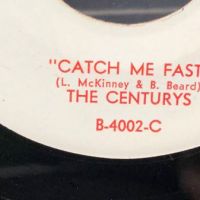 "CATCH ME FAST
(L. McKinney & B. Beard)
THE CENTURYS
B-4002-C